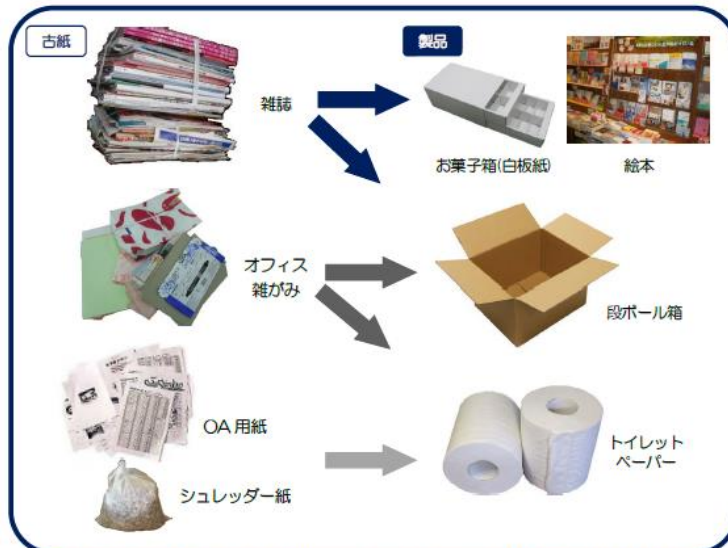 古紙
製品
雑誌
お菓子箱(白板紙)
絵本
オフィス
雑がみ
段ボール箱
OA用紙
シュレッダー紙
トイレット
ペーパー